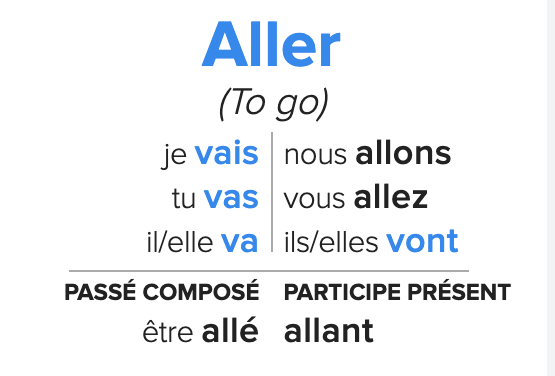 Aller
(To go)
je vais nous allons
tu vas vous allez
il/elle va ils/elles vont
PASSÉ COMPOSÉ PARTICIPE PRÉSENT
être allé allant